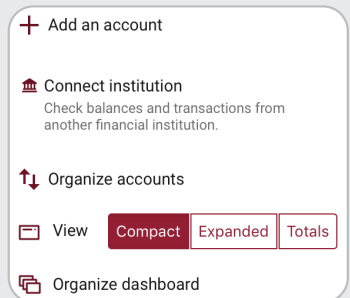 Add an account
Connect institution
Check balances and transactions from
another financial institution.
Organize accounts
View Compact Expanded Totals
Organize dashboard